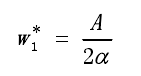 w₁* = A / 2α